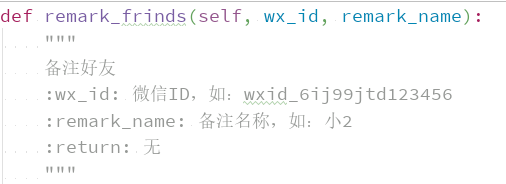 def remark_frinds(self, wx_id, remark_name):
"""
备注好友
:wx_id: 微信ID，如：wxid_6ij99jtd123456
:remark_name: 备注名称，如：小2
:return: 无
"""